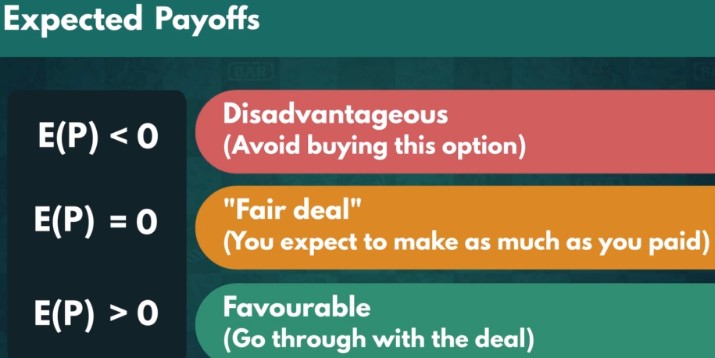 Expected Payoffs
E(P) < 0
Disadvantageous
(Avoid buying this option)
E(P) = 0
"Fair deal"
(You expect to make as much as you paid)
E(P) > 0
Favourable
(Go through with the deal)
BAR